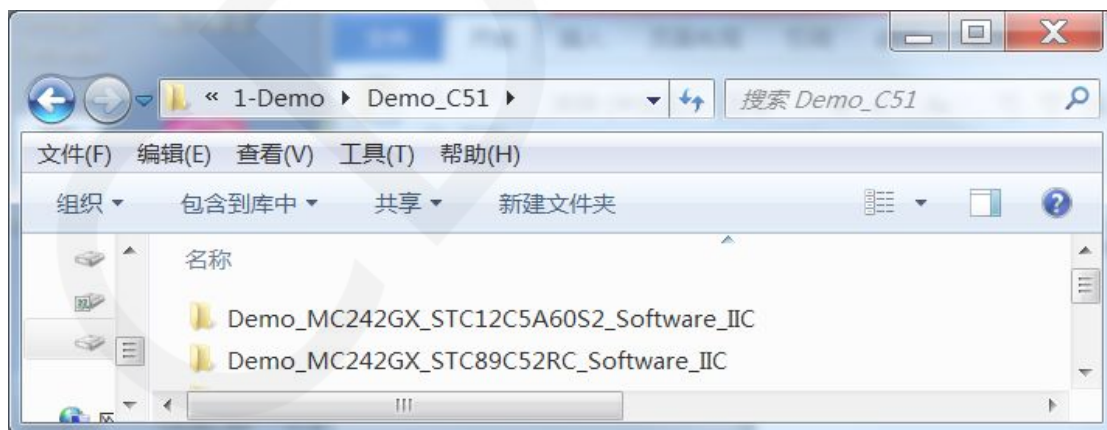 « 1-Demo ▸ Demo_C51 ▸ 搜索 Demo_C51
文件(F) 编辑(E) 查看(V) 工具(T) 帮助(H)
组织 包含到库中 共享 新建文件夹
名称
Demo_MC242GX_STC12C5A60S2_Software_IIC
Demo_MC242GX_STC89C52RC_Software_IIC